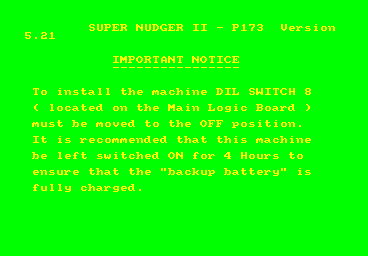 SUPER NUDGER II - P173 Version
5.21
IMPORTANT NOTICE
To install the machine DIL SWITCH 8
( located on the Main Logic Board )
must be moved to the OFF position.
It is recommended that this machine
be left switched ON for 4 Hours to
ensure that the "backup battery" is
fully charged.